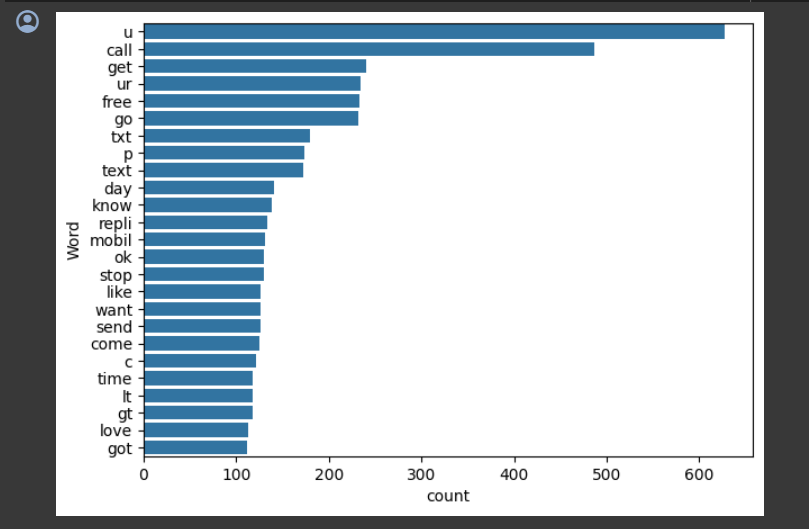 u
call
get
ur
free
go
txt
p
text
day
know
repli
mobil
ok
stop
like
want
send
come
c
time
lt
gt
love
got
Word
0 100 200 300 400 500 600
count